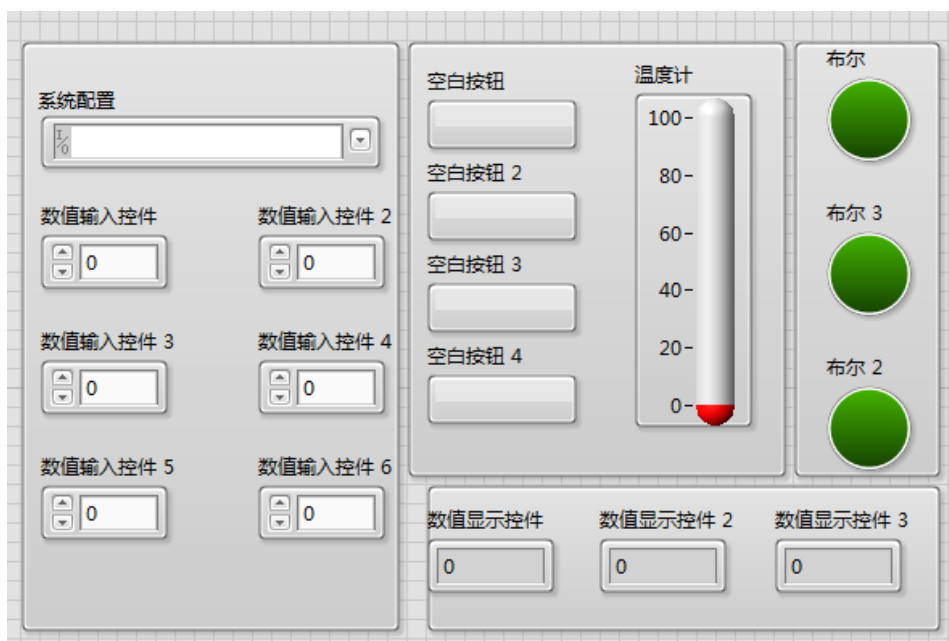 系统配置
I/O
数值输入控件
数值输入控件 2
0
0
数值输入控件 3
数值输入控件 4
0
0
数值输入控件 5
数值输入控件 6
0
0
空白按钮
空白按钮 2
空白按钮 3
空白按钮 4
温度计
100
80
60
40
20
0
布尔
布尔 3
布尔 2
数值显示控件
数值显示控件 2
数值显示控件 3
0
0
0